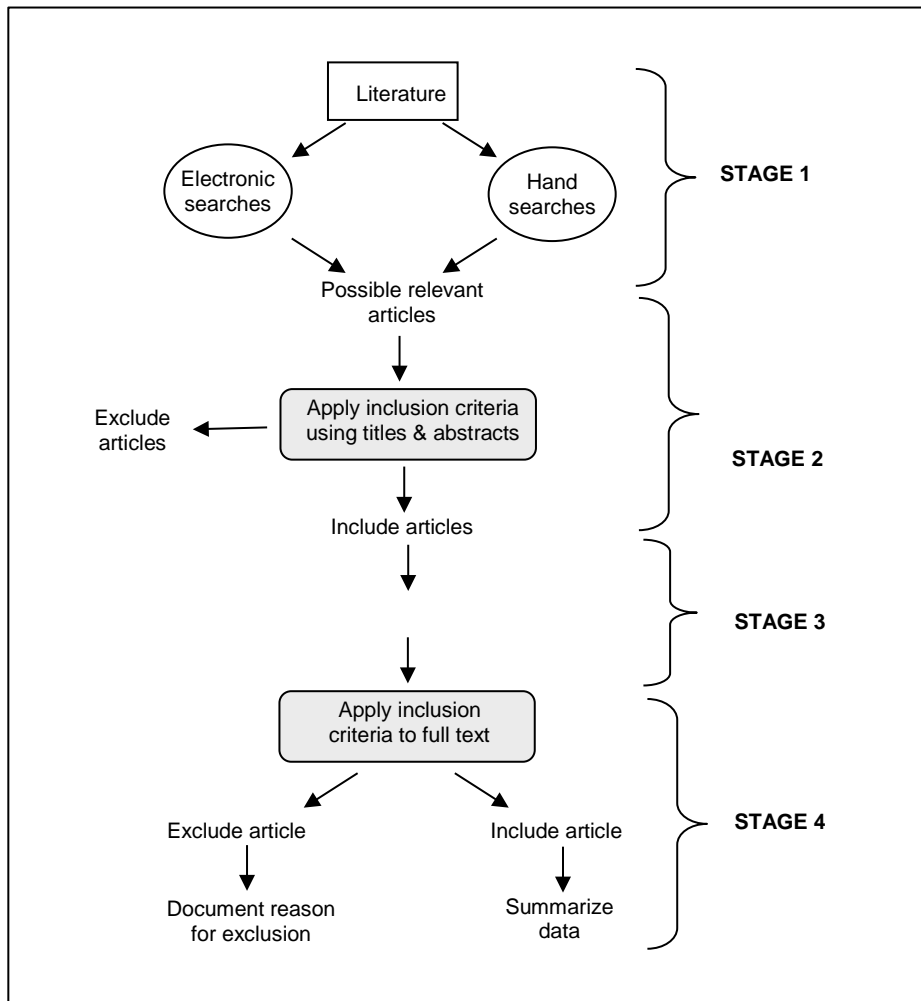 Literature
Electronic
searches
Hand
searches
STAGE 1
Possible relevant
articles
Apply inclusion criteria
using titles & abstracts
Exclude
articles
STAGE 2
Include articles
STAGE 3
Apply inclusion
criteria to full text
Exclude article
Include article
STAGE 4
Document reason
for exclusion
Summarize
data